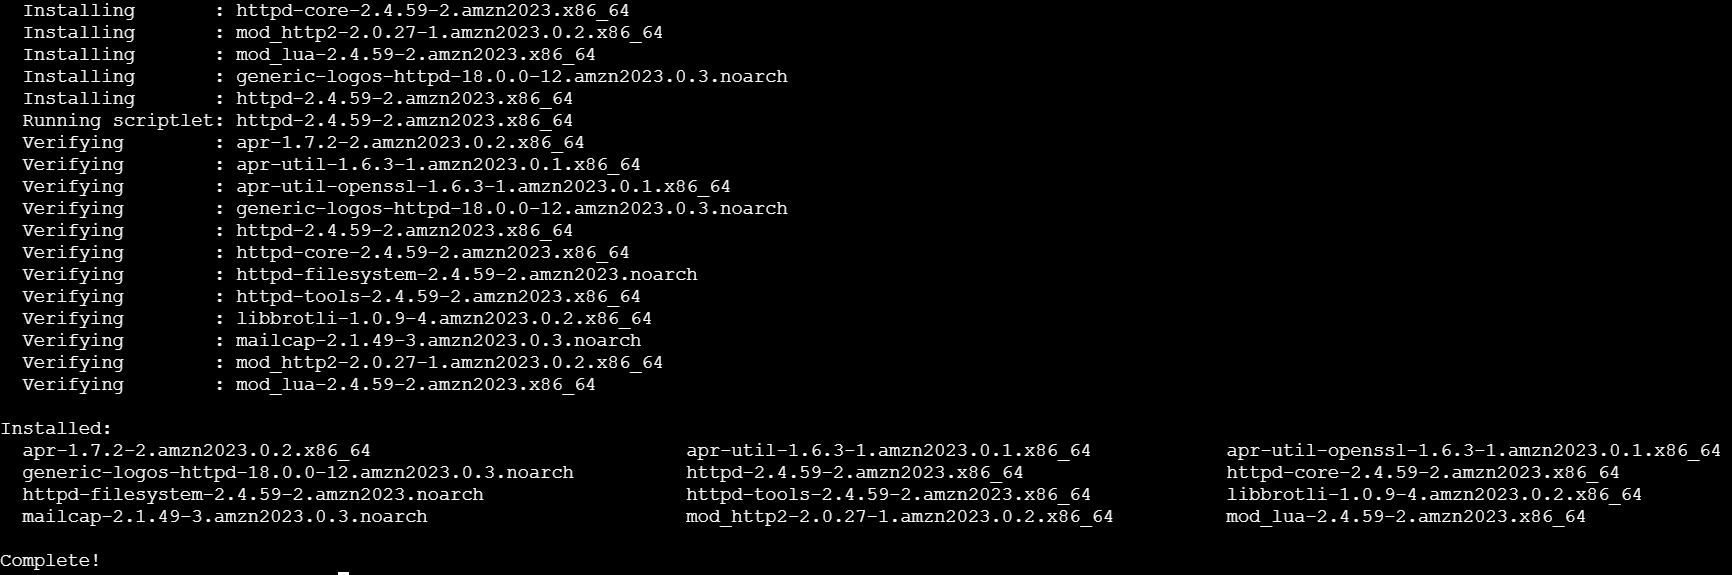 Installing : httpd-core-2.4.59-2.amzn2023.x86_64
Installing : mod_http2-2.0.27-1.amzn2023.0.2.x86_64
Installing : mod_lua-2.4.59-2.amzn2023.x86_64
Installing : generic-logos-httpd-18.0.0-12.amzn2023.0.3.noarch
Installing : httpd-2.4.59-2.amzn2023.x86_64
Running scriptlet: httpd-2.4.59-2.amzn2023.x86_64
Verifying : apr-1.7.2-2.amzn2023.0.2.x86_64
Verifying : apr-util-1.6.3-1.amzn2023.0.1.x86_64
Verifying : apr-util-openssl-1.6.3-1.amzn2023.0.1.x86_64
Verifying : generic-logos-httpd-18.0.0-12.amzn2023.0.3.noarch
Verifying : httpd-2.4.59-2.amzn2023.x86_64
Verifying : httpd-core-2.4.59-2.amzn2023.x86_64
Verifying : httpd-filesystem-2.4.59-2.amzn2023.noarch
Verifying : httpd-tools-2.4.59-2.amzn2023.x86_64
Verifying : libbrotli-1.0.9-4.amzn2023.0.2.x86_64
Verifying : mailcap-2.1.49-3.amzn2023.0.3.noarch
Verifying : mod_http2-2.0.27-1.amzn2023.0.2.x86_64
Verifying : mod_lua-2.4.59-2.amzn2023.x86_64
Installed:
apr-1.7.2-2.amzn2023.0.2.x86_64 apr-util-1.6.3-1.amzn2023.0.1.x86_64 apr-util-openssl-1.6.3-1.amzn2023.0.1.x86_64
generic-logos-httpd-18.0.0-12.amzn2023.0.3.noarch httpd-2.4.59-2.amzn2023.x86_64 httpd-core-2.4.59-2.amzn2023.x86_64
httpd-filesystem-2.4.59-2.amzn2023.noarch httpd-tools-2.4.59-2.amzn2023.x86_64 libbrotli-1.0.9-4.amzn2023.0.2.x86_64
mailcap-2.1.49-3.amzn2023.0.3.noarch mod_http2-2.0.27-1.amzn2023.0.2.x86_64 mod_lua-2.4.59-2.amzn2023.x86_64
Complete!